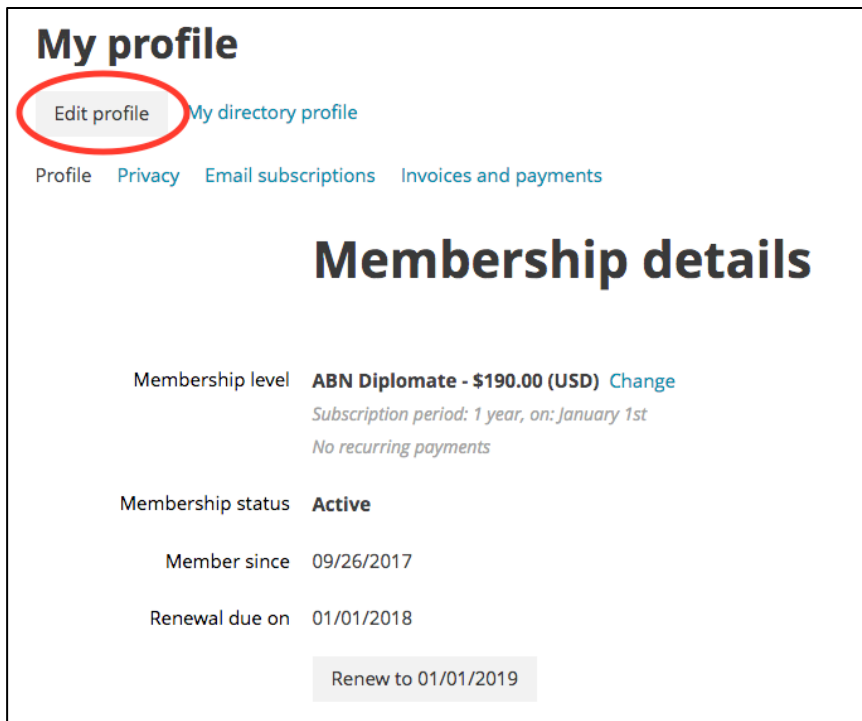 My profile
Edit profile My directory profile
Profile Privacy Email subscriptions Invoices and payments
Membership details
Membership level ABN Diplomate - $190.00 (USD) Change
Subscription period: 1 year, on: January 1st
No recurring payments
Membership status Active
Member since 09/26/2017
Renewal due on 01/01/2018
Renew to 01/01/2019